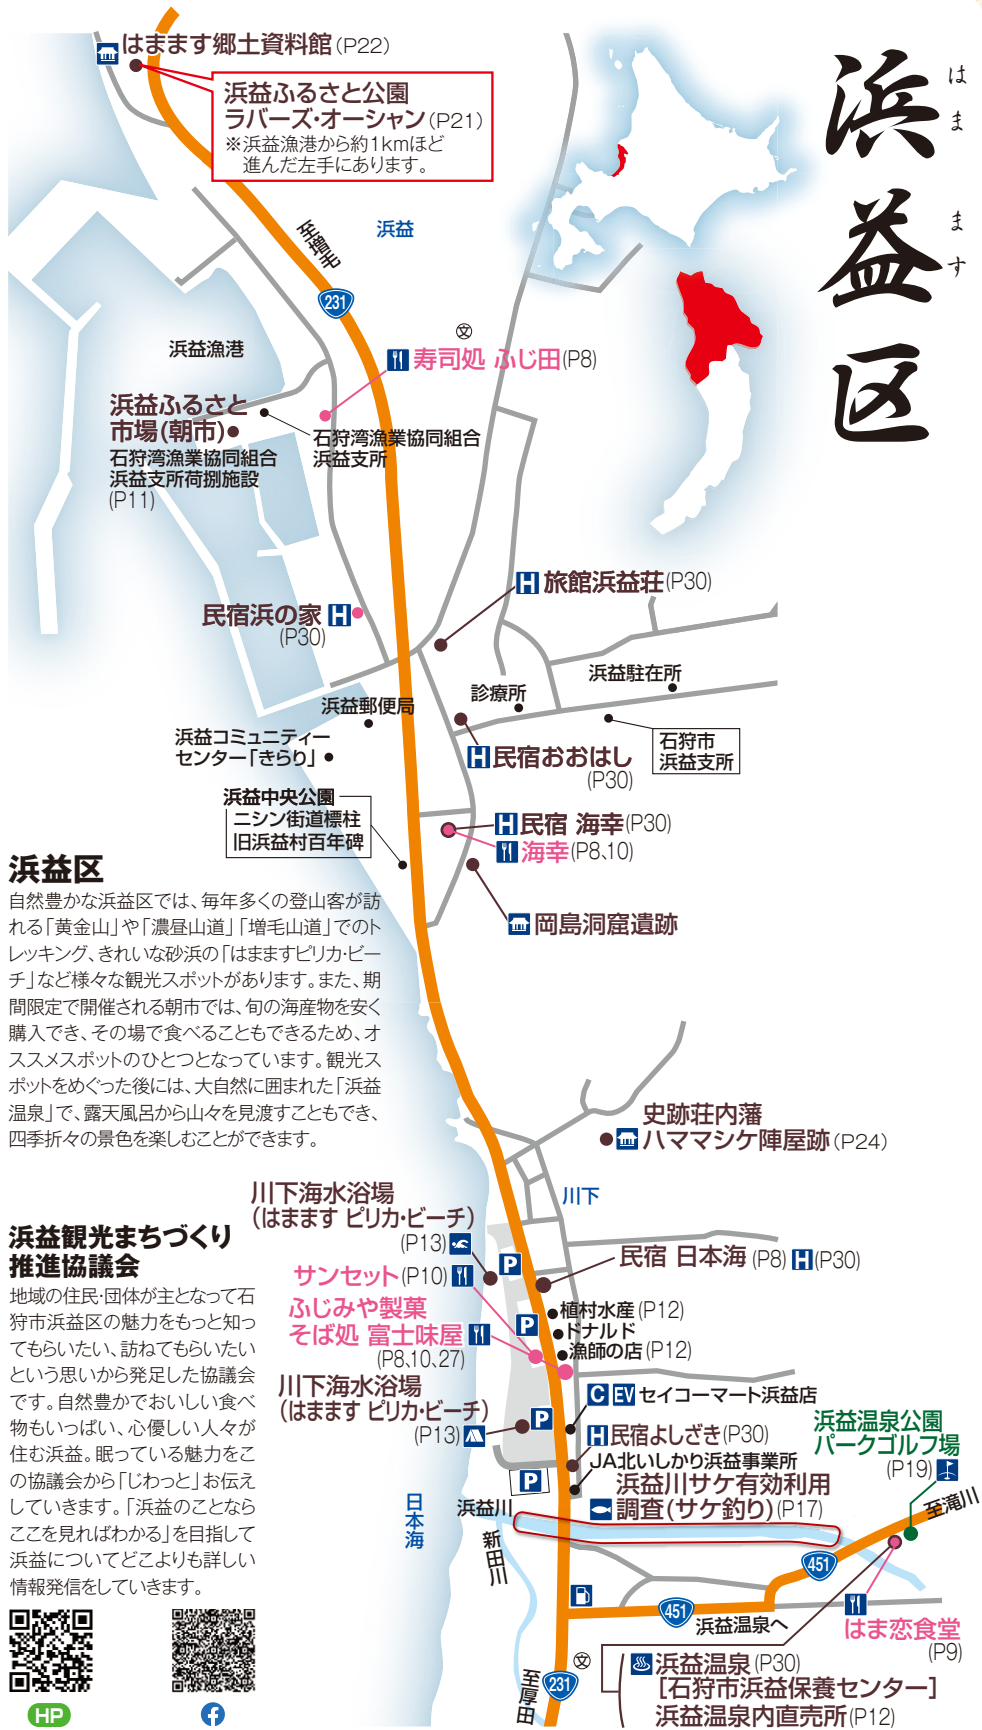 浜益区
はま
ます
はまます郷土資料館(P22)
浜益ふるさと公園
ラバーズ・オーシャン(P21)
※浜益漁港から約1kmほど
進んだ左手にあります。
至増毛
浜益
231
文
浜益漁港
寿司処 ふじ田(P8)
浜益ふるさと
市場(朝市)
石狩湾漁業協同組合
浜益支所荷捌施設
(P11)
石狩湾漁業協同組合
浜益支所
H 旅館浜益荘(P30)
民宿浜の家 H
(P30)
浜益駐在所
診療所
浜益郵便局
浜益コミュニティー
センター「きらり」
H 民宿おおはし
(P30)
石狩市
浜益支所
浜益中央公園
ニシン街道標柱
旧浜益村百年碑
H 民宿 海幸(P30)
海幸(P8、10)
岡島洞窟遺跡
浜益区
自然豊かな浜益区では、毎年多くの登山客が訪
れる「黄金山」や「濃昼山道」「増毛山道」でのト
レッキング、きれいな砂浜の「はまますピリカ・ビー
チ」など様々な観光スポットがあります。また、期
間限定で開催される朝市では、旬の海産物を安く
購入でき、その場で食べることもできるため、オ
ススメスポットのひとつとなっています。観光ス
ポットをめぐった後には、大自然に囲まれた「浜益
温泉」で、露天風呂から山々を見渡すこともでき、
四季折々の景色を楽しむことができます。
史跡荘内藩
ハママシケ陣屋跡(P24)
川下
川下海水浴場
(はまます ピリカ・ビーチ)
(P13)
P
民宿 日本海(P8) H (P30)
サンセット(P10)
ふじみや製菓
そば処 富士味屋
(P8、10、27)
P
植村水産(P12)
ドナルド
漁師の店(P12)
川下海水浴場
(はまます ピリカ・ビーチ)
(P13)
P
C EV セイコーマート浜益店
H 民宿よしざき(P30)
JA北いしかり浜益事業所
P
浜益川サケ有効利用
調査(サケ釣り)(P17)
浜益温泉公園
パークゴルフ場
(P19)
至滝川
浜益川
新田川
日本海
451
451
浜益温泉へ
はま恋食堂
(P9)
文
231
至厚田
浜益温泉(P30)
[石狩市浜益保養センター]
浜益温泉内直売所(P12)
浜益観光まちづくり
推進協議会
地域の住民・団体が主となって石
狩市浜益区の魅力をもっと知っ
てもらいたい、訪ねてもらいたい
という思いから発足した協議会
です。自然豊かでおいしい食べ
物もいっぱい、心優しい人々が
住む浜益。眠っている魅力をこ
の協議会から「じわっと」お伝え
していきます。「浜益のことなら
ここを見ればわかる」を目指して
浜益についてどこよりも詳しい
情報発信をしていきます。
HP